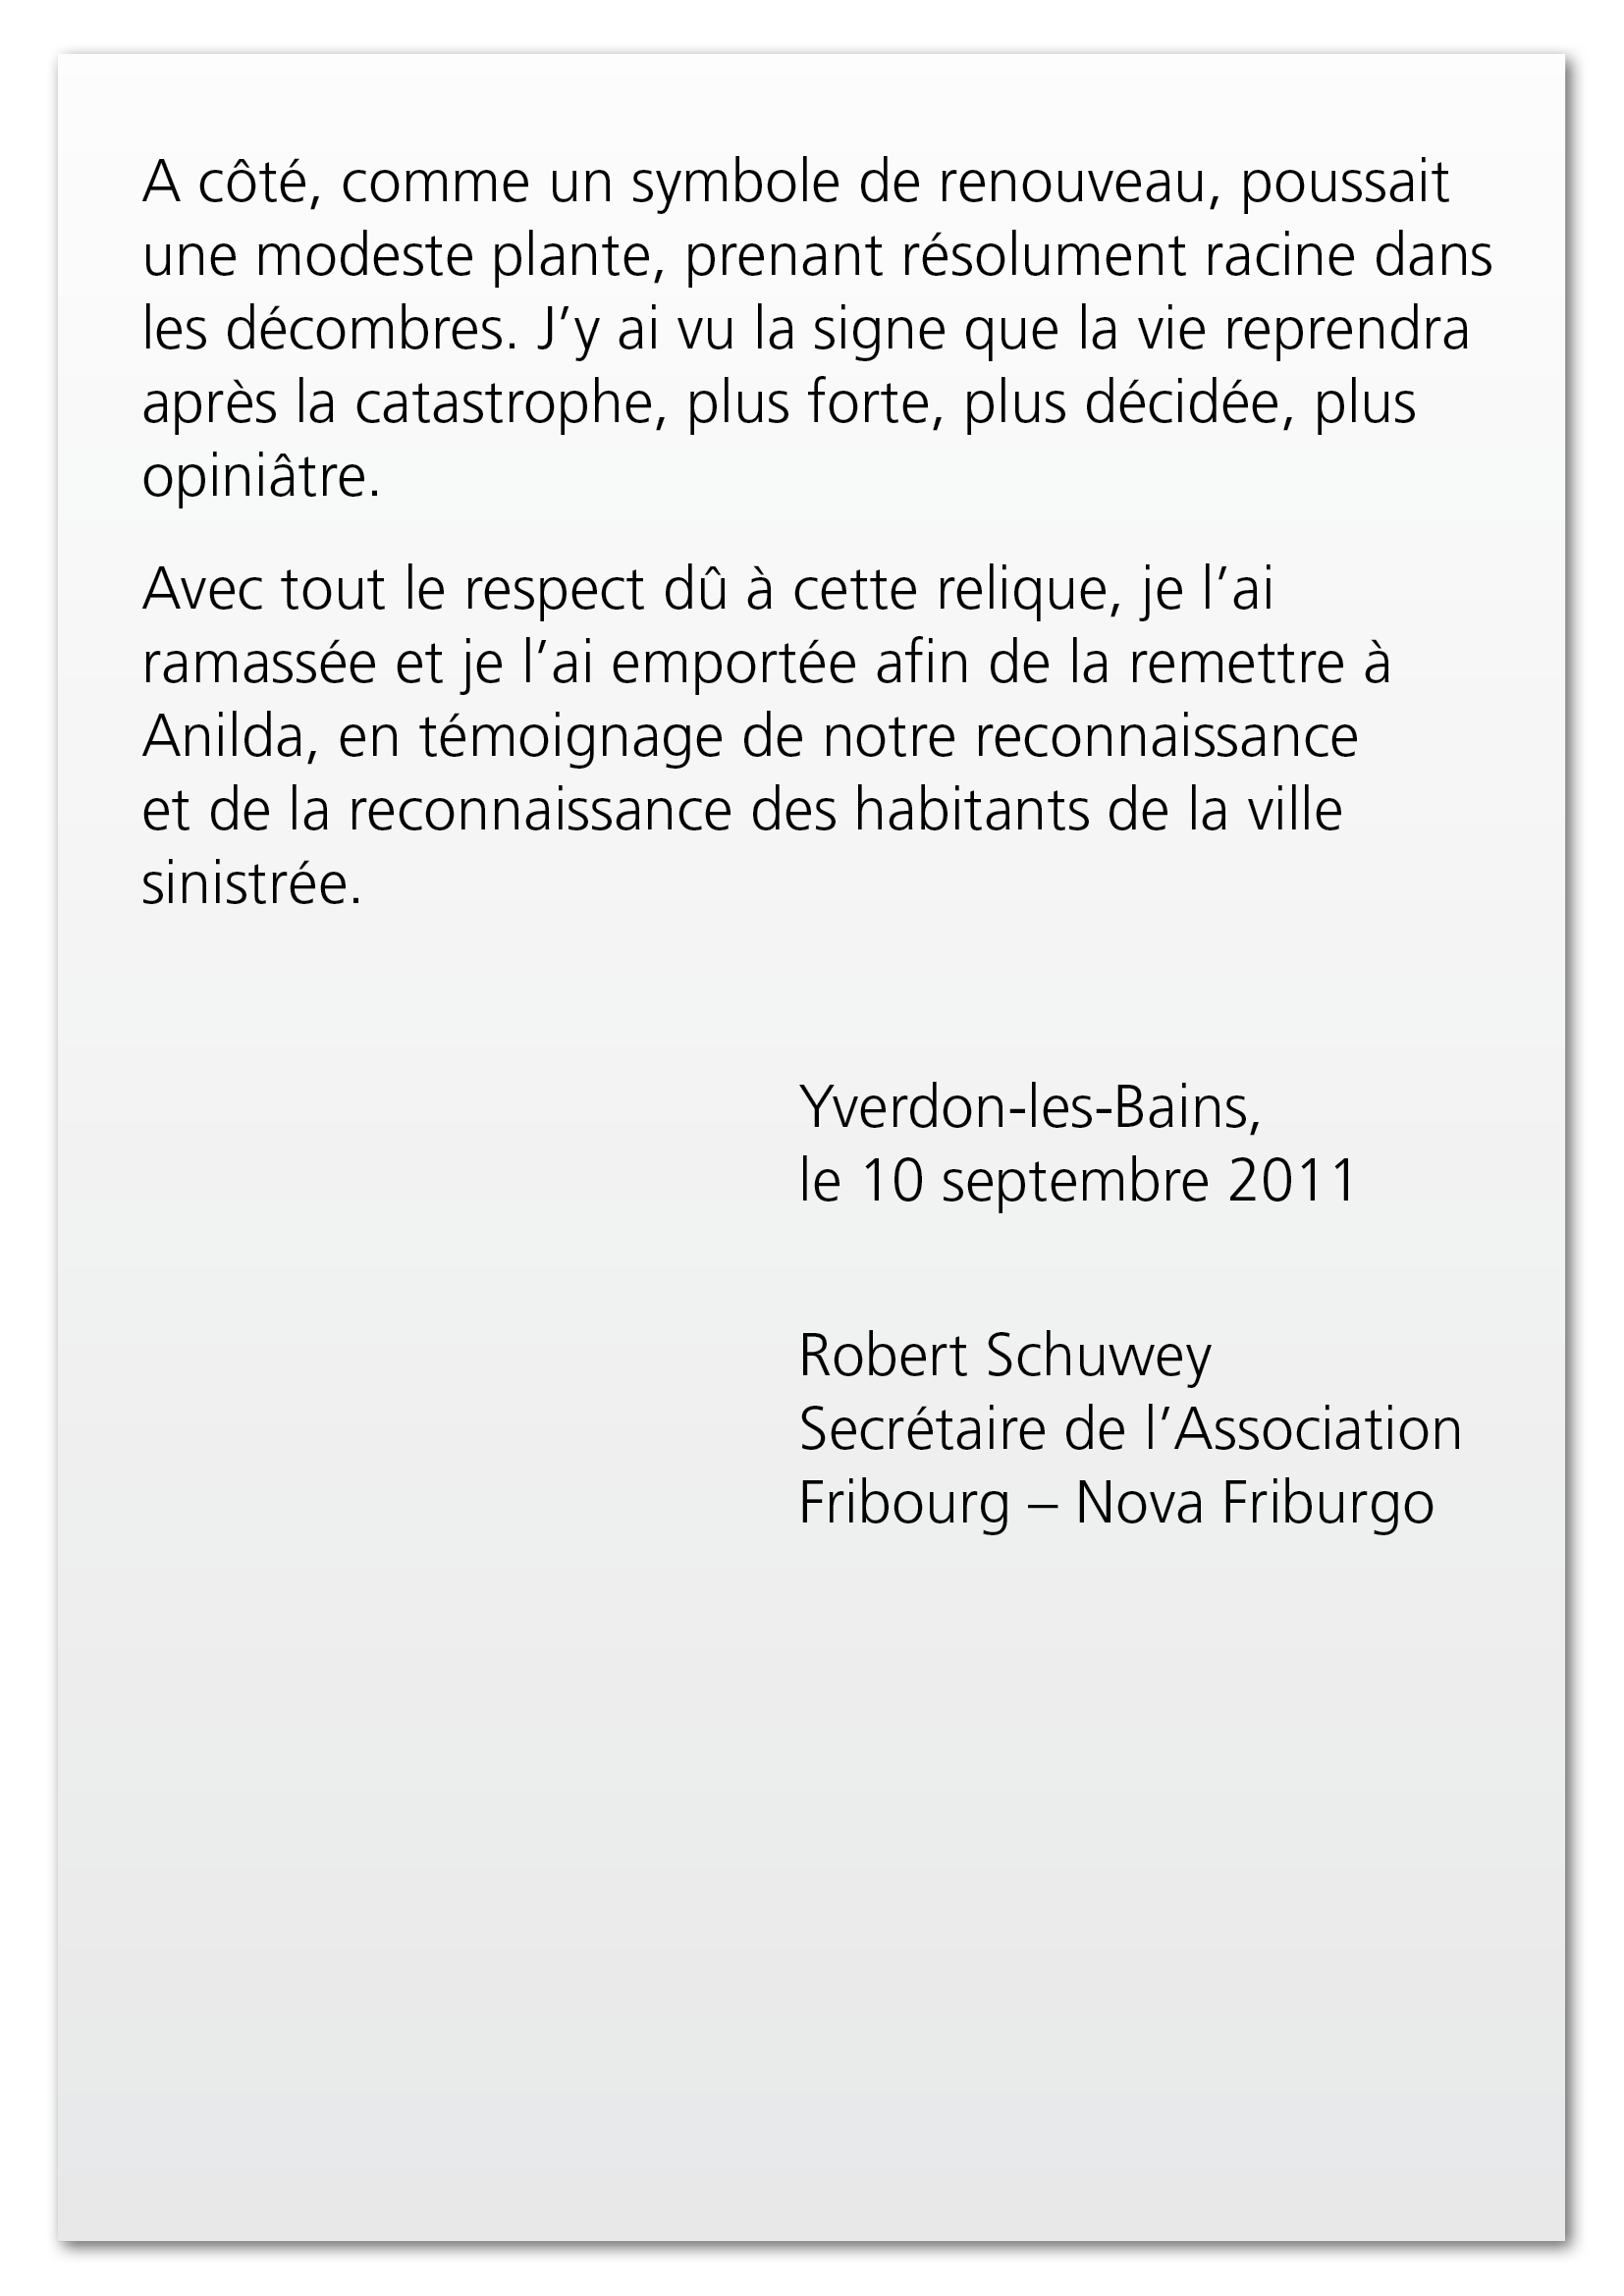 A côté, comme un symbole de renouveau, poussait
une modeste plante, prenant résolument racine dans
les décombres. J’y ai vu la signe que la vie reprendra
après la catastrophe, plus forte, plus décidée, plus
opiniâtre.
Avec tout le respect dû à cette relique, je l’ai
ramassée et je l’ai emportée afin de la remettre à
Anilda, en témoignage de notre reconnaissance
et de la reconnaissance des habitants de la ville
sinistrée.
Yverdon-les-Bains,
le 10 septembre 2011
Robert Schuwey
Secrétaire de l’Association
Fribourg – Nova Friburgo